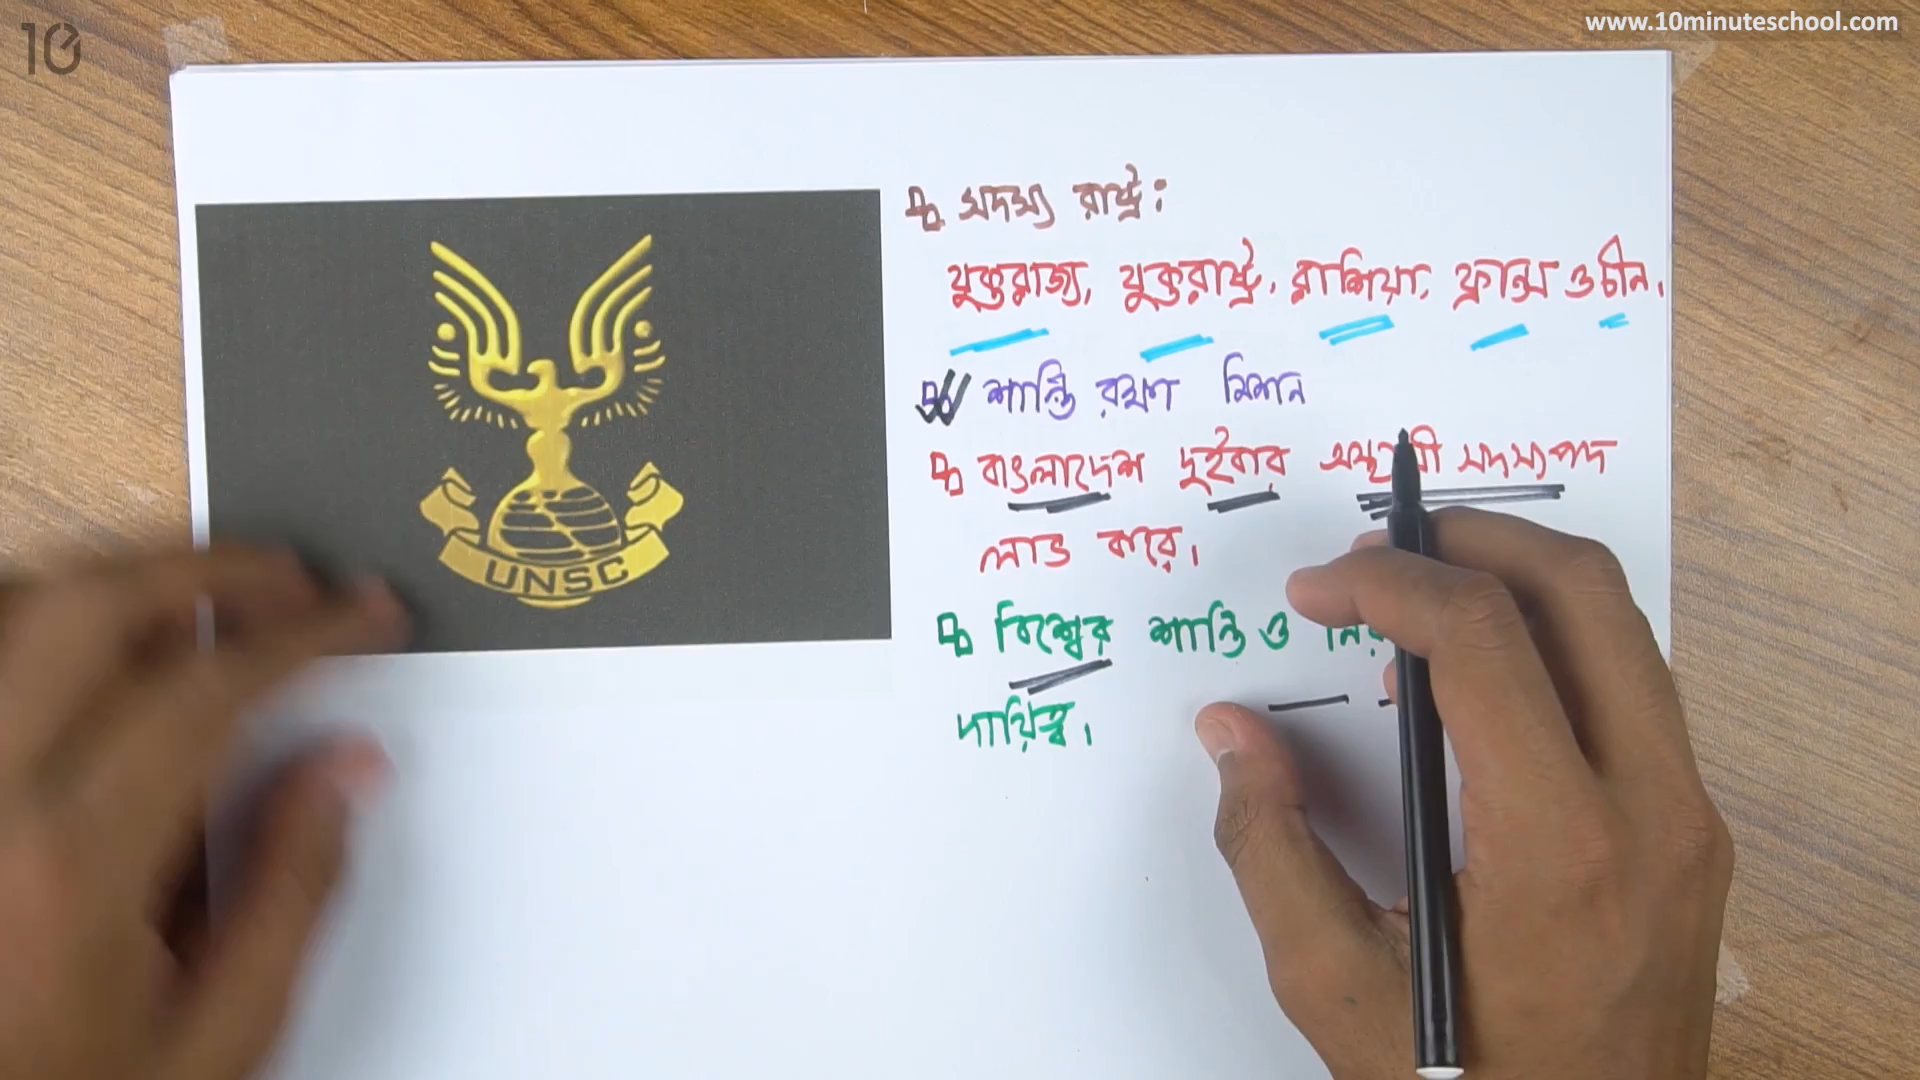 10
www.10minuteschool.com
UNSC
সদস্য রাষ্ট্র:
যুক্তরাজ্য, যুক্তরাষ্ট্র, রাশিয়া, ফ্রান্স ও চীন।
শান্তি রক্ষা মিশন
বাংলাদেশ দুইবার সদস্যপদ
লাভ করে।
বিশ্বের শান্তি ও
দায়িত্ব।